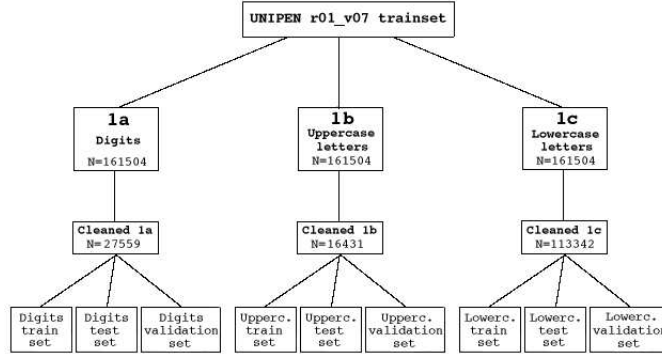 UNIPEN r01_v07 trainset
1a
Digits
N=161504
1b
Uppercase
letters
N=161504
1c
Lowercase
letters
N=161504
Cleaned 1a
N=27559
Cleaned 1b
N=16431
Cleaned 1c
N=113342
Digits
train
set
Digits
test
set
Digits
validation
set
Upperc.
train
set
Upperc.
test
set
Upperc.
validation
set
Lowerc.
train
set
Lowerc.
test
set
Lowerc.
validation
set